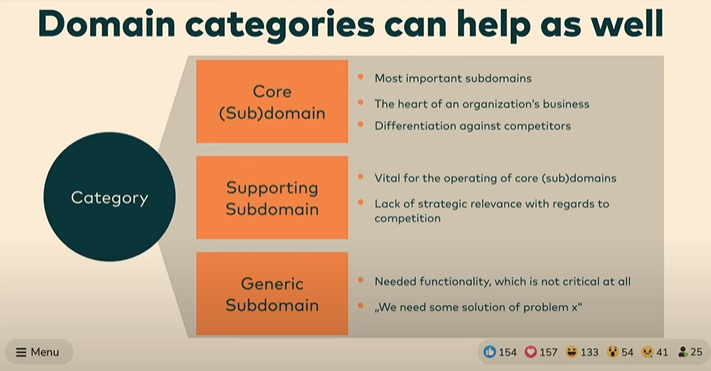 Domain categories can help as well
Category
Core
(Sub)domain
Most important subdomains
The heart of an organization's business
Differentiation against competitors
Supporting
Subdomain
Vital for the operating of core (sub)domains
Lack of strategic relevance with regards to
competition
Generic
Subdomain
Needed functionality, which is not critical at all
„We need some solution of problem x“
Menu
154 157 133 54 41 25